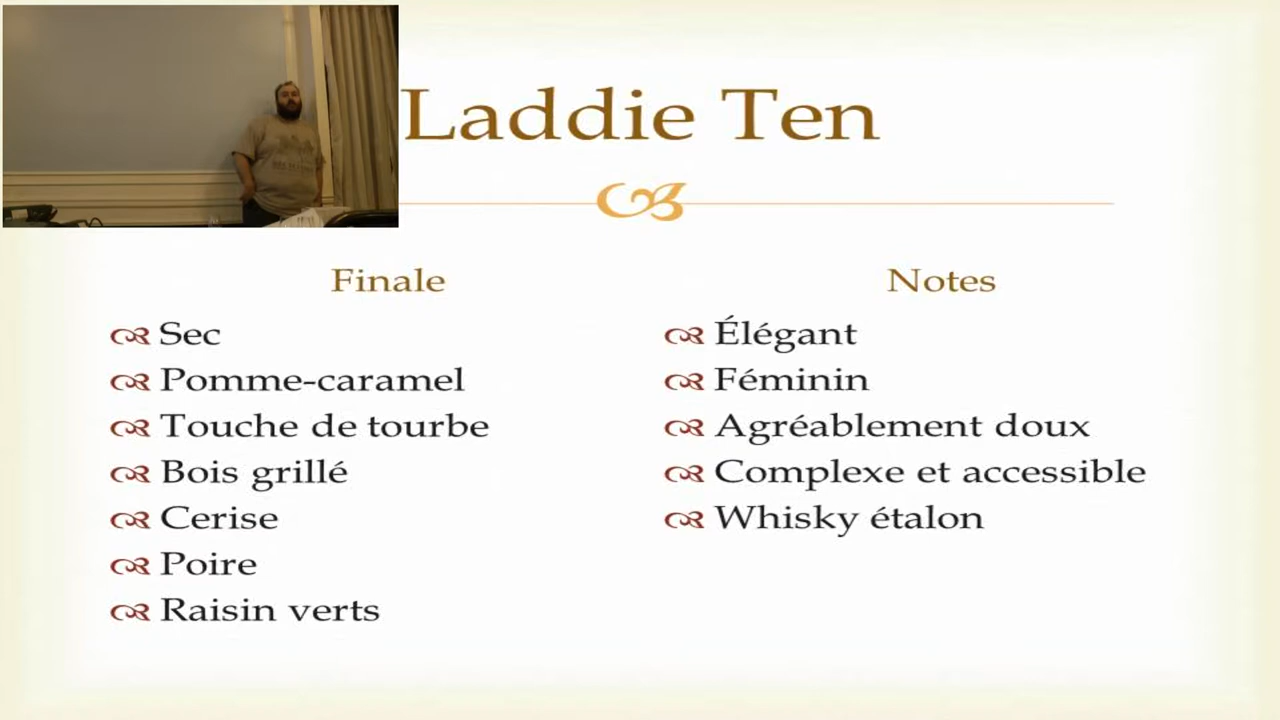 Laddie Ten
Finale
Sec
Pomme-caramel
Touche de tourbe
Bois grillé
Cerise
Poire
Raisin verts
Notes
Élégant
Féminin
Agréablement doux
Complexe et accessible
Whisky étalon